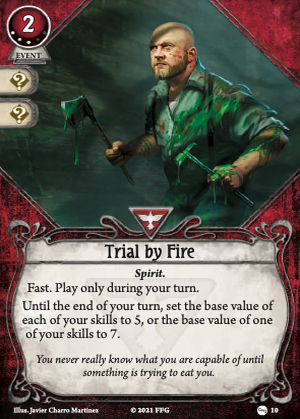 2
EVENT
?
?
Trial by Fire
Spirit.
Fast. Play only during your turn.
Until the end of your turn, set the base value of
each of your skills to 5, or the base value of one
of your skills to 7.
You never really know what you are capable of until
something is trying to eat you.
Illus. Javier Charro Martínez
© 2021 FFG
10